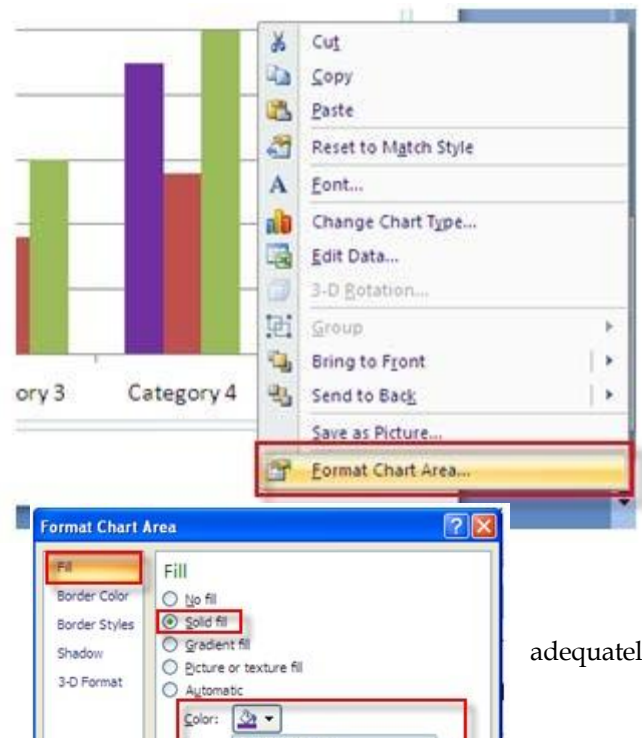 Cut
Copy
Paste
Reset to Match Style
Font...
Change Chart Type...
Edit Data...
3-D Rotation...
Group
Bring to Front
Send to Back
Save as Picture...
Format Chart Area...
ory 3 Category 4
Format Chart Area
Fill
Border Color
Border Styles
Shadow
3-D Format
Fill
No fill
Solid fill
Gradient fill
Picture or texture fill
Automatic
Color:
adequatel